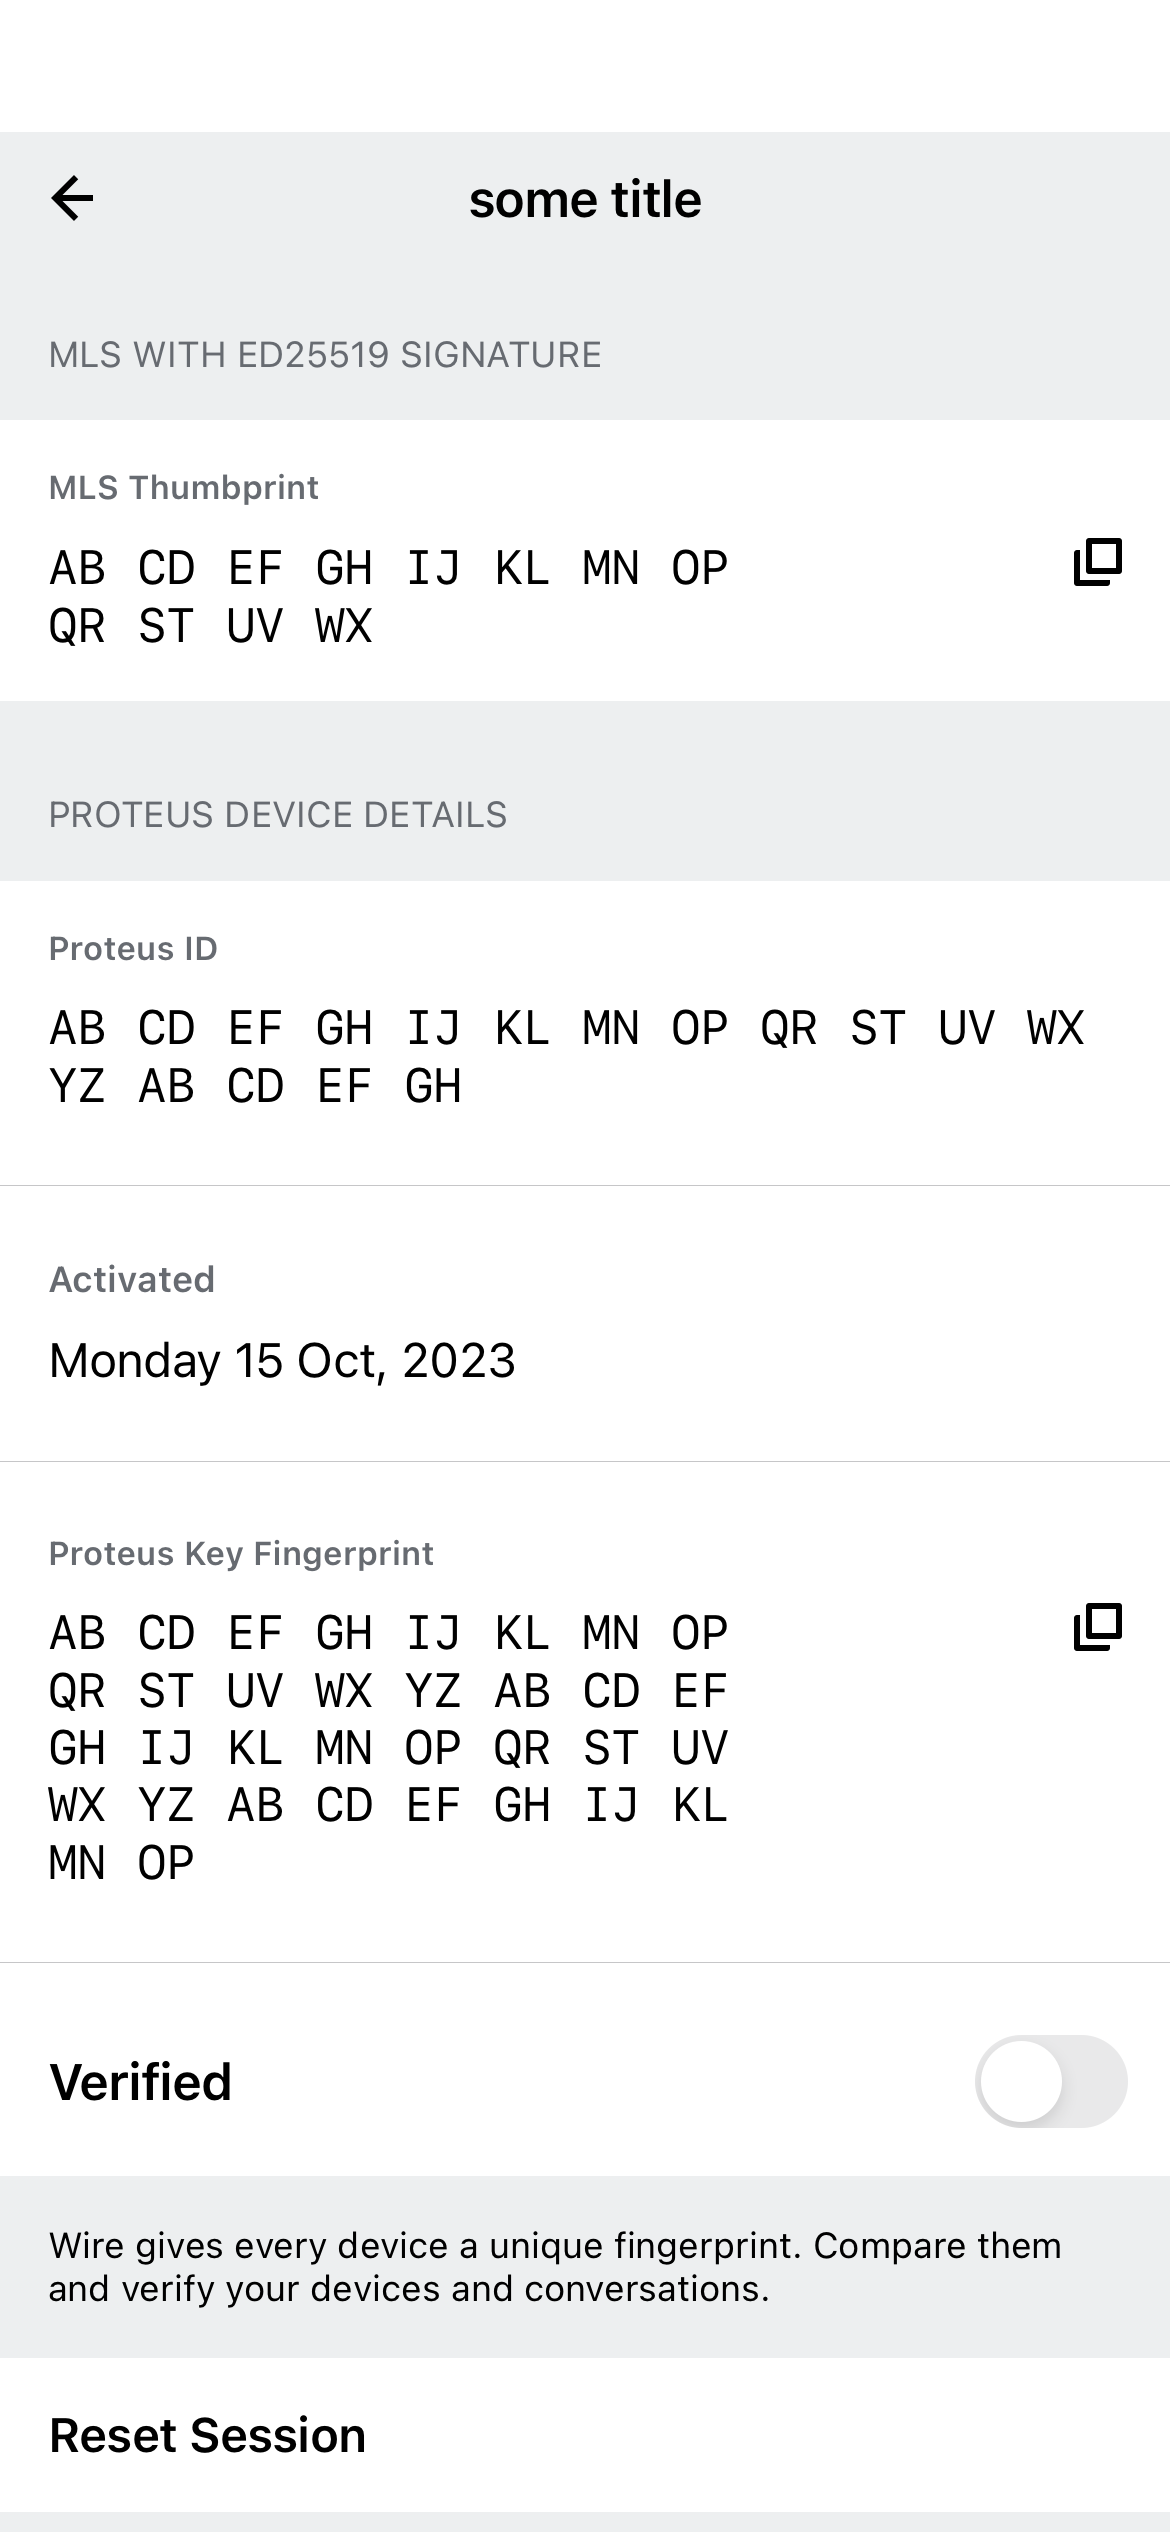 some title
MLS WITH ED25519 SIGNATURE
MLS Thumbprint
AB CD EF GH IJ KL MN OP
QR ST UV WX
PROTEUS DEVICE DETAILS
Proteus ID
AB CD EF GH IJ KL MN OP QR ST UV WX
YZ AB CD EF GH
Activated
Monday 15 Oct, 2023
Proteus Key Fingerprint
AB CD EF GH IJ KL MN OP
QR ST UV WX YZ AB CD EF
GH IJ KL MN OP QR ST UV
WX YZ AB CD EF GH IJ KL
MN OP
Verified
Wire gives every device a unique fingerprint. Compare them
and verify your devices and conversations.
Reset Session